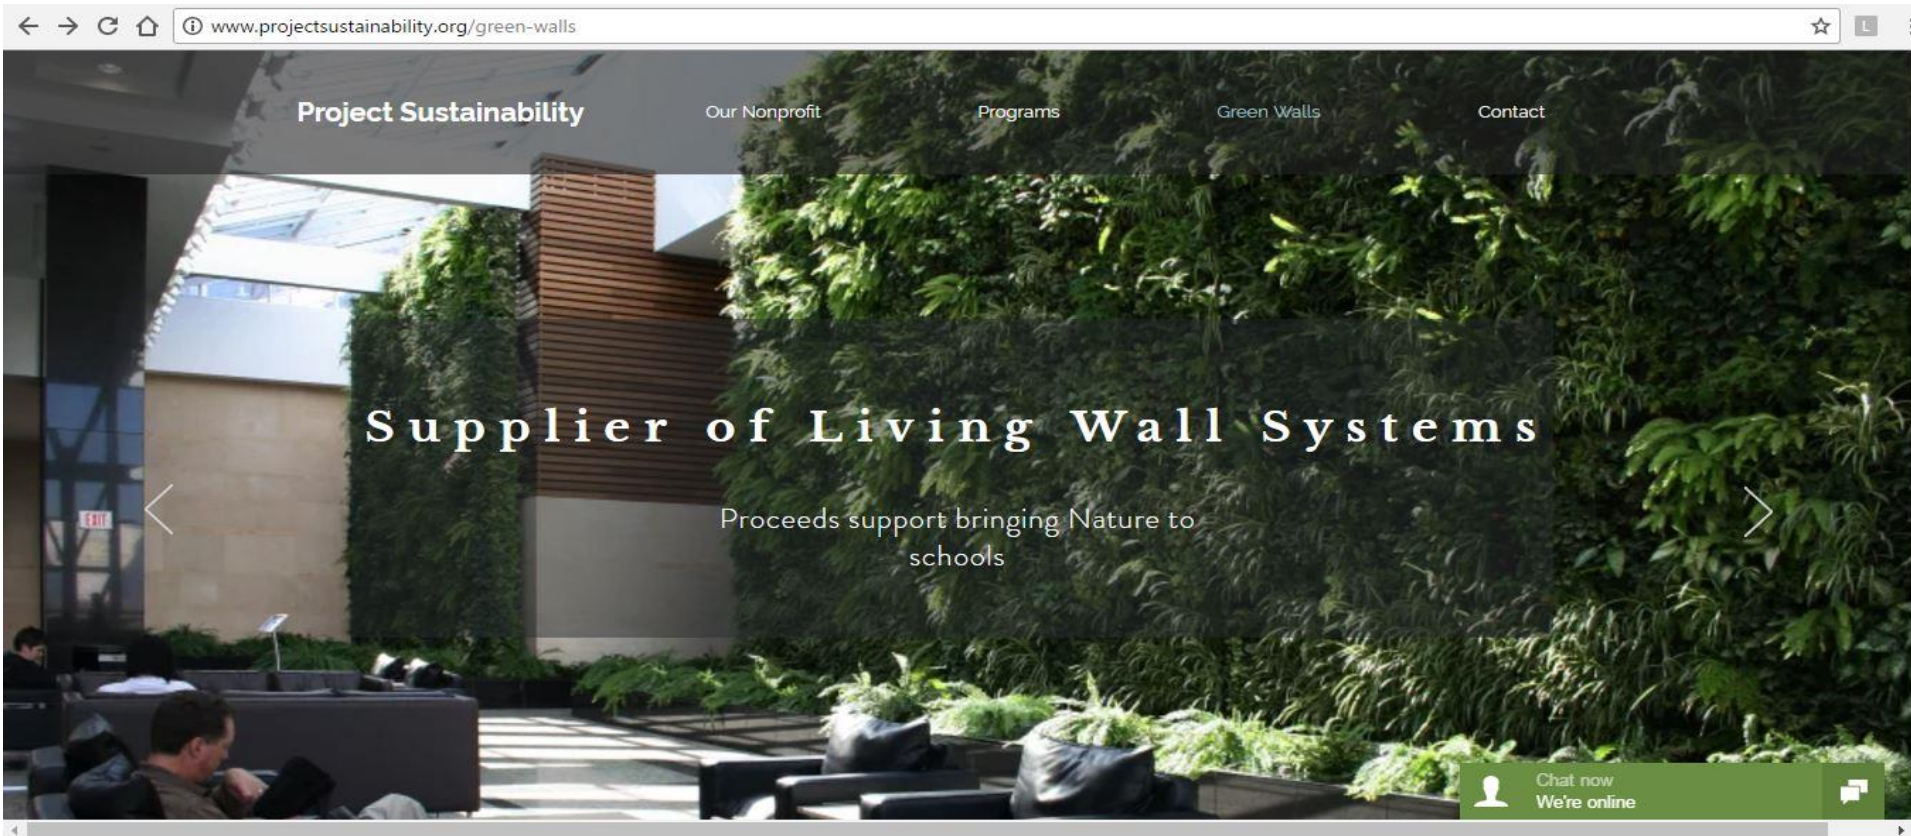 www.projectsustainability.org/green-walls
L
Project Sustainability
Our Nonprofit
Programs
Green Walls
Contact
Supplier of Living Wall Systems
EXIT
Proceeds support bringing Nature to
schools
Chat now
We're online